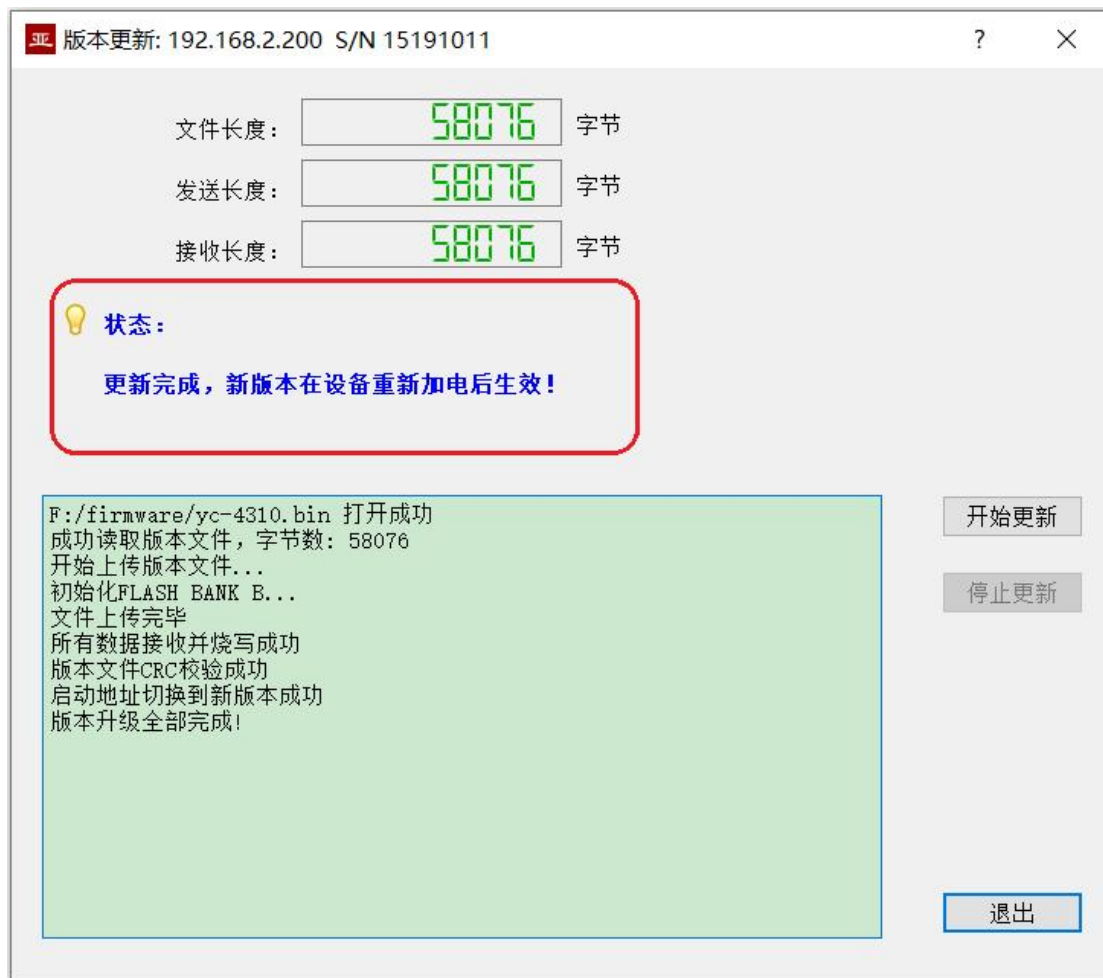 亚 版本更新: 192.168.2.200 S/N 15191011
文件长度: 58076 字节
发送长度: 58076 字节
接收长度: 58076 字节
状态:
更新完成，新版本在设备重新加电后生效!
F:/firmware/yc-4310.bin 打开成功
成功读取版本文件，字节数: 58076
开始上传版本文件...
初始化FLASH BANK B...
文件上传完毕
所有数据接收并烧写成功
版本文件CRC校验成功
启动地址切换到新版本成功
版本升级全部完成!
开始更新
停止更新
退出